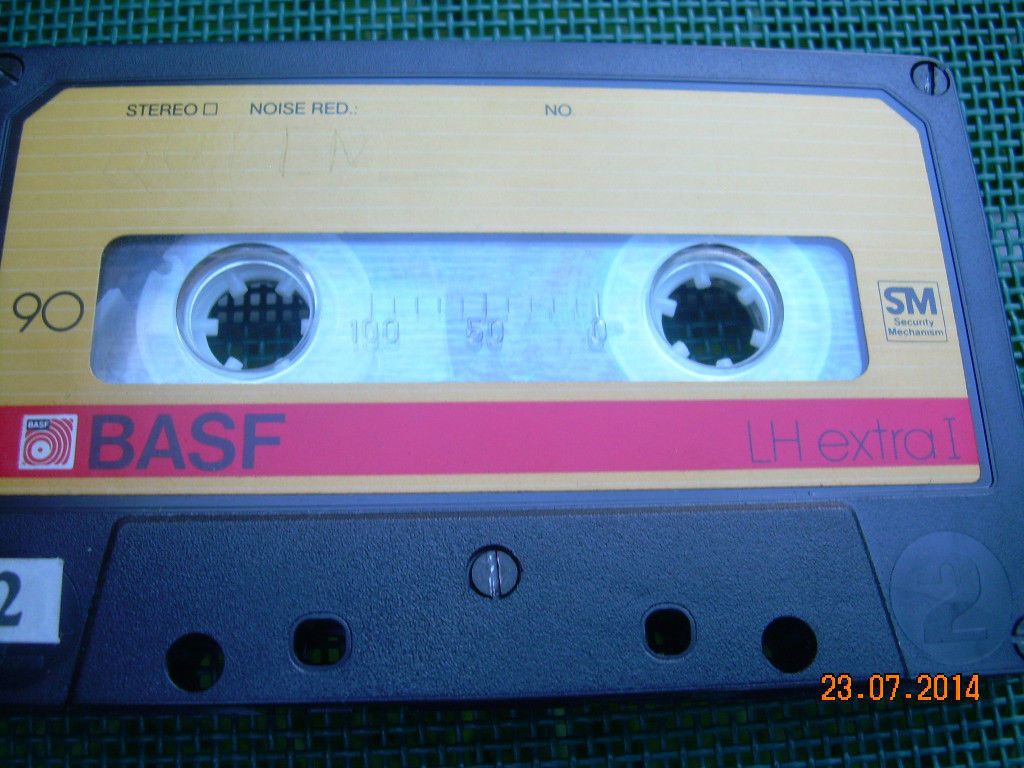 STEREO □ NOISE RED.: NO.
90
100 50 0
SM
Security
Mechanism
BASF
BASF
LH extra I
2
2
23.07.2014